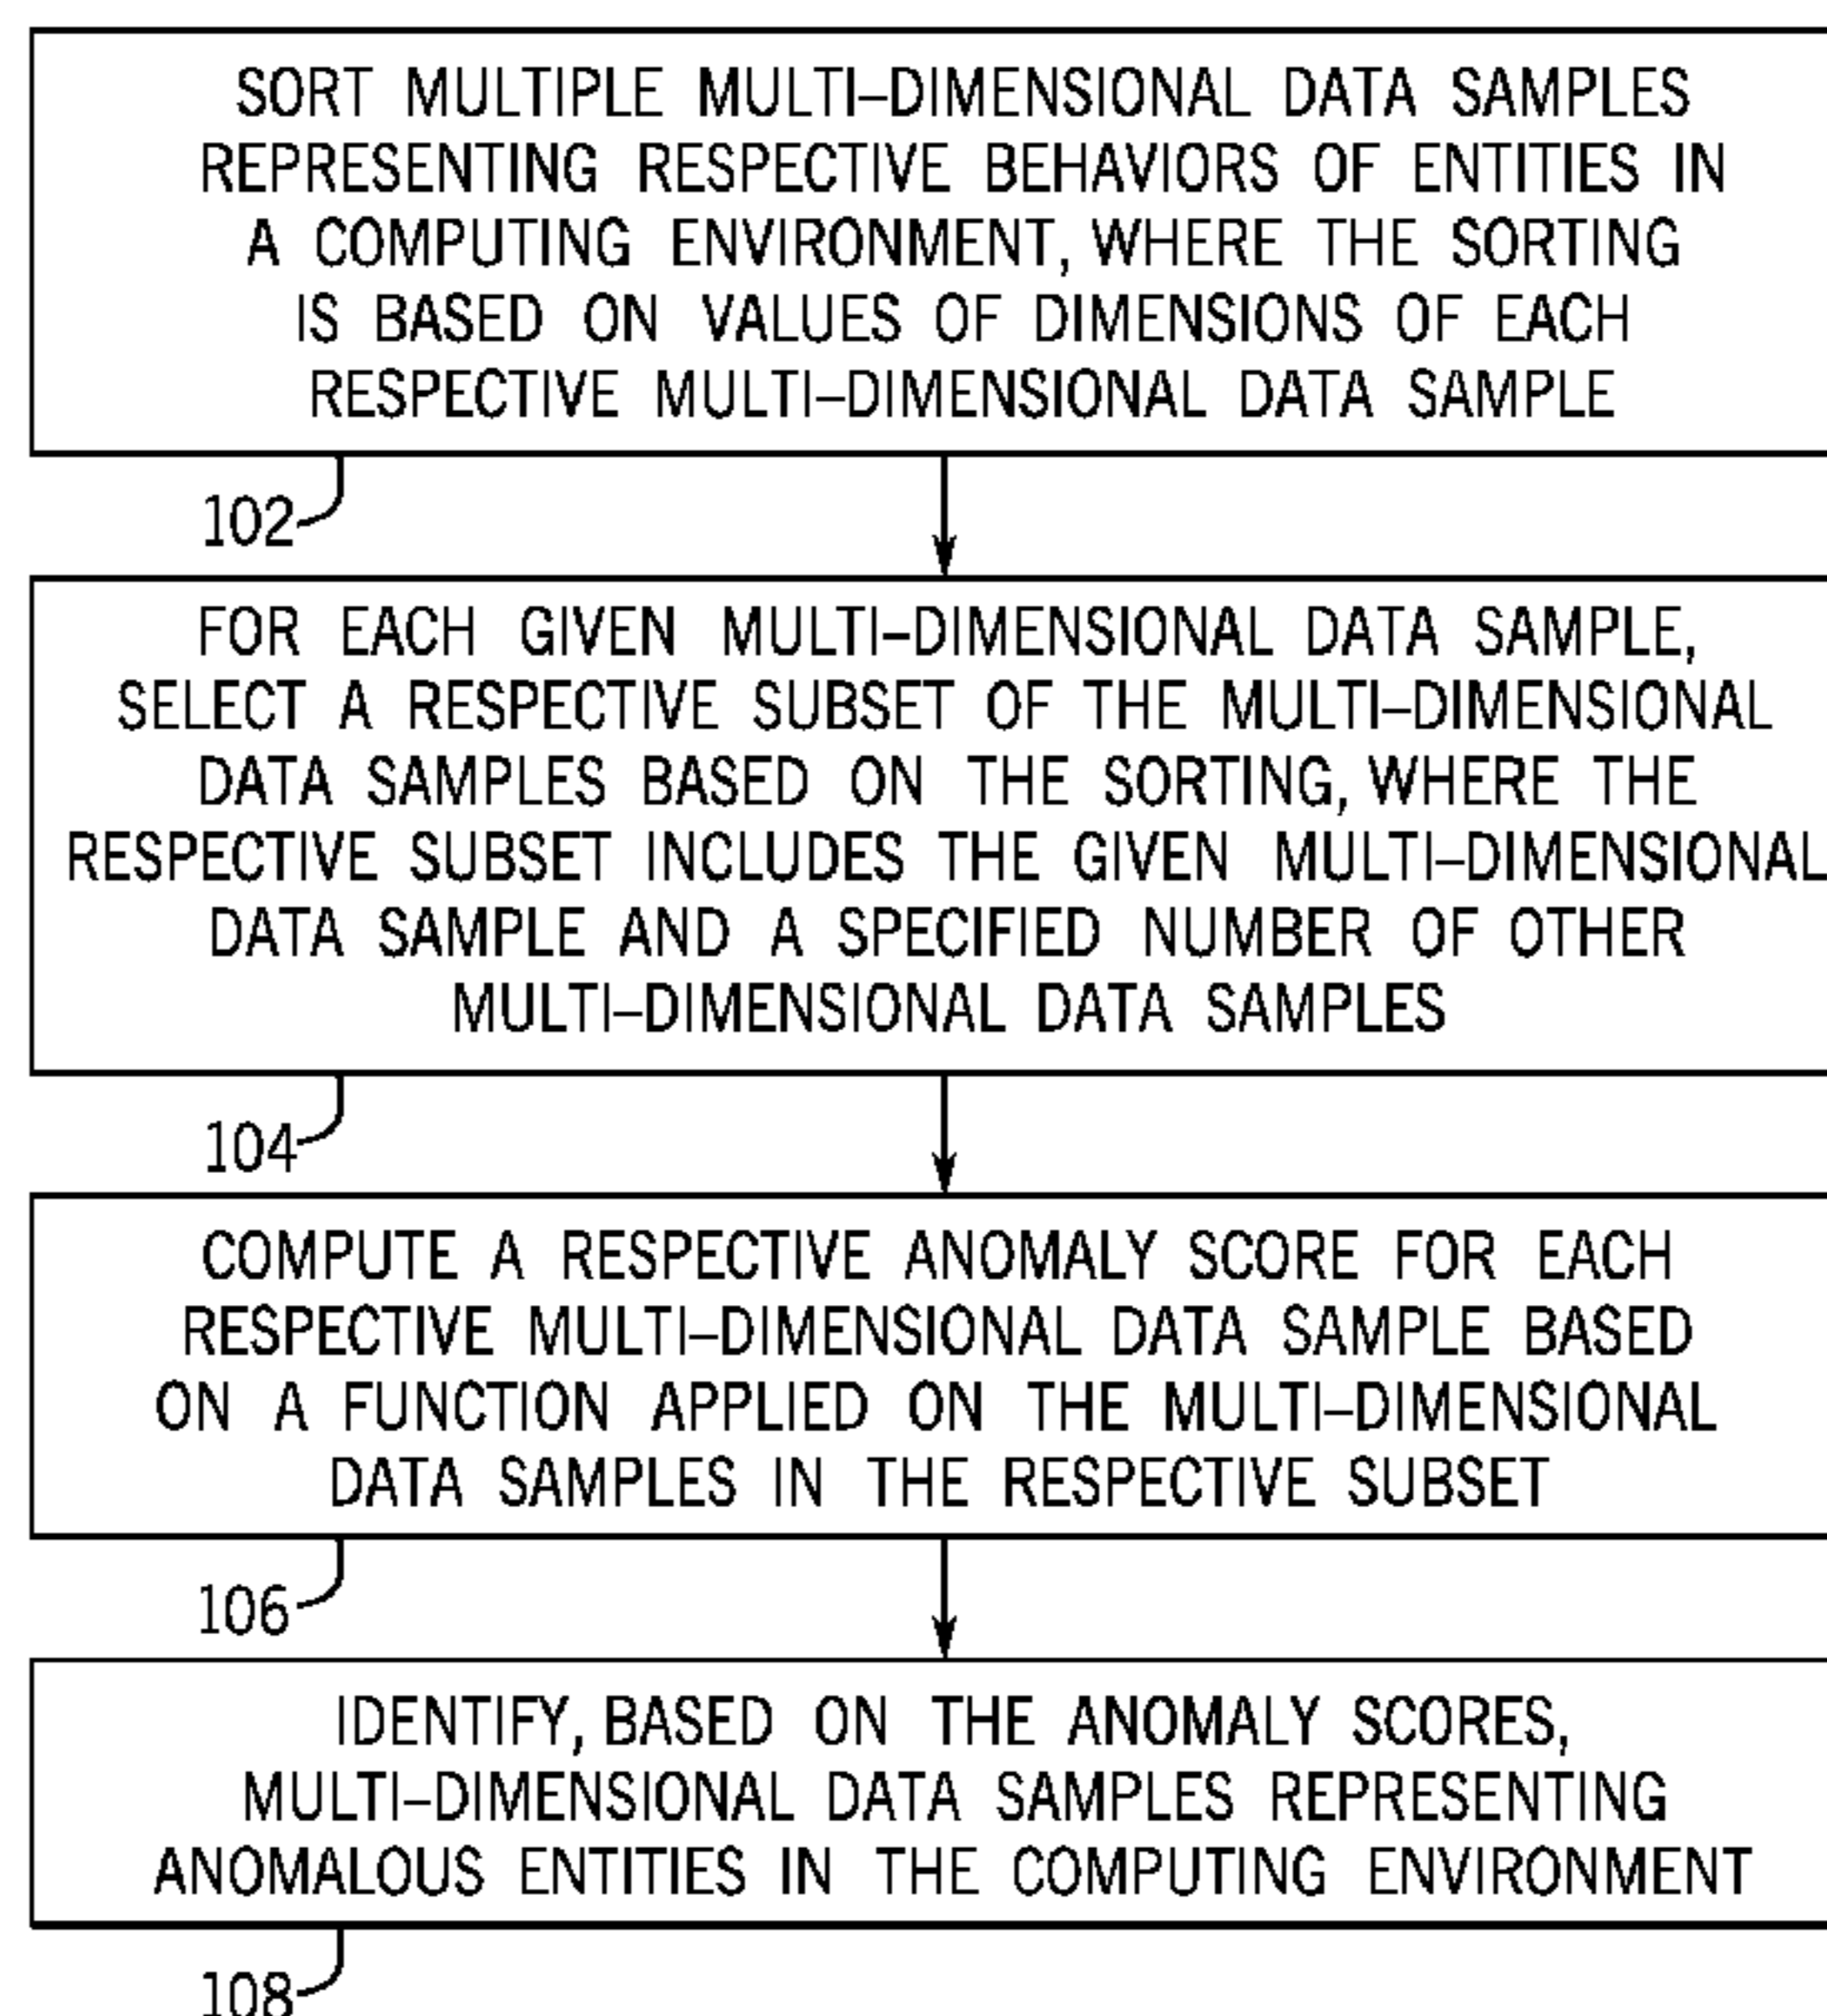 SORT MULTIPLE MULTI–DIMENSIONAL DATA SAMPLES
REPRESENTING RESPECTIVE BEHAVIORS OF ENTITIES IN
A COMPUTING ENVIRONMENT, WHERE THE SORTING
IS BASED ON VALUES OF DIMENSIONS OF EACH
RESPECTIVE MULTI–DIMENSIONAL DATA SAMPLE
102
FOR EACH GIVEN MULTI–DIMENSIONAL DATA SAMPLE,
SELECT A RESPECTIVE SUBSET OF THE MULTI–DIMENSIONAL
DATA SAMPLES BASED ON THE SORTING, WHERE THE
RESPECTIVE SUBSET INCLUDES THE GIVEN MULTI–DIMENSIONAL
DATA SAMPLE AND A SPECIFIED NUMBER OF OTHER
MULTI–DIMENSIONAL DATA SAMPLES
104
COMPUTE A RESPECTIVE ANOMALY SCORE FOR EACH
RESPECTIVE MULTI–DIMENSIONAL DATA SAMPLE BASED
ON A FUNCTION APPLIED ON THE MULTI–DIMENSIONAL
DATA SAMPLES IN THE RESPECTIVE SUBSET
106
IDENTIFY, BASED ON THE ANOMALY SCORES,
MULTI–DIMENSIONAL DATA SAMPLES REPRESENTING
ANOMALOUS ENTITIES IN THE COMPUTING ENVIRONMENT
108